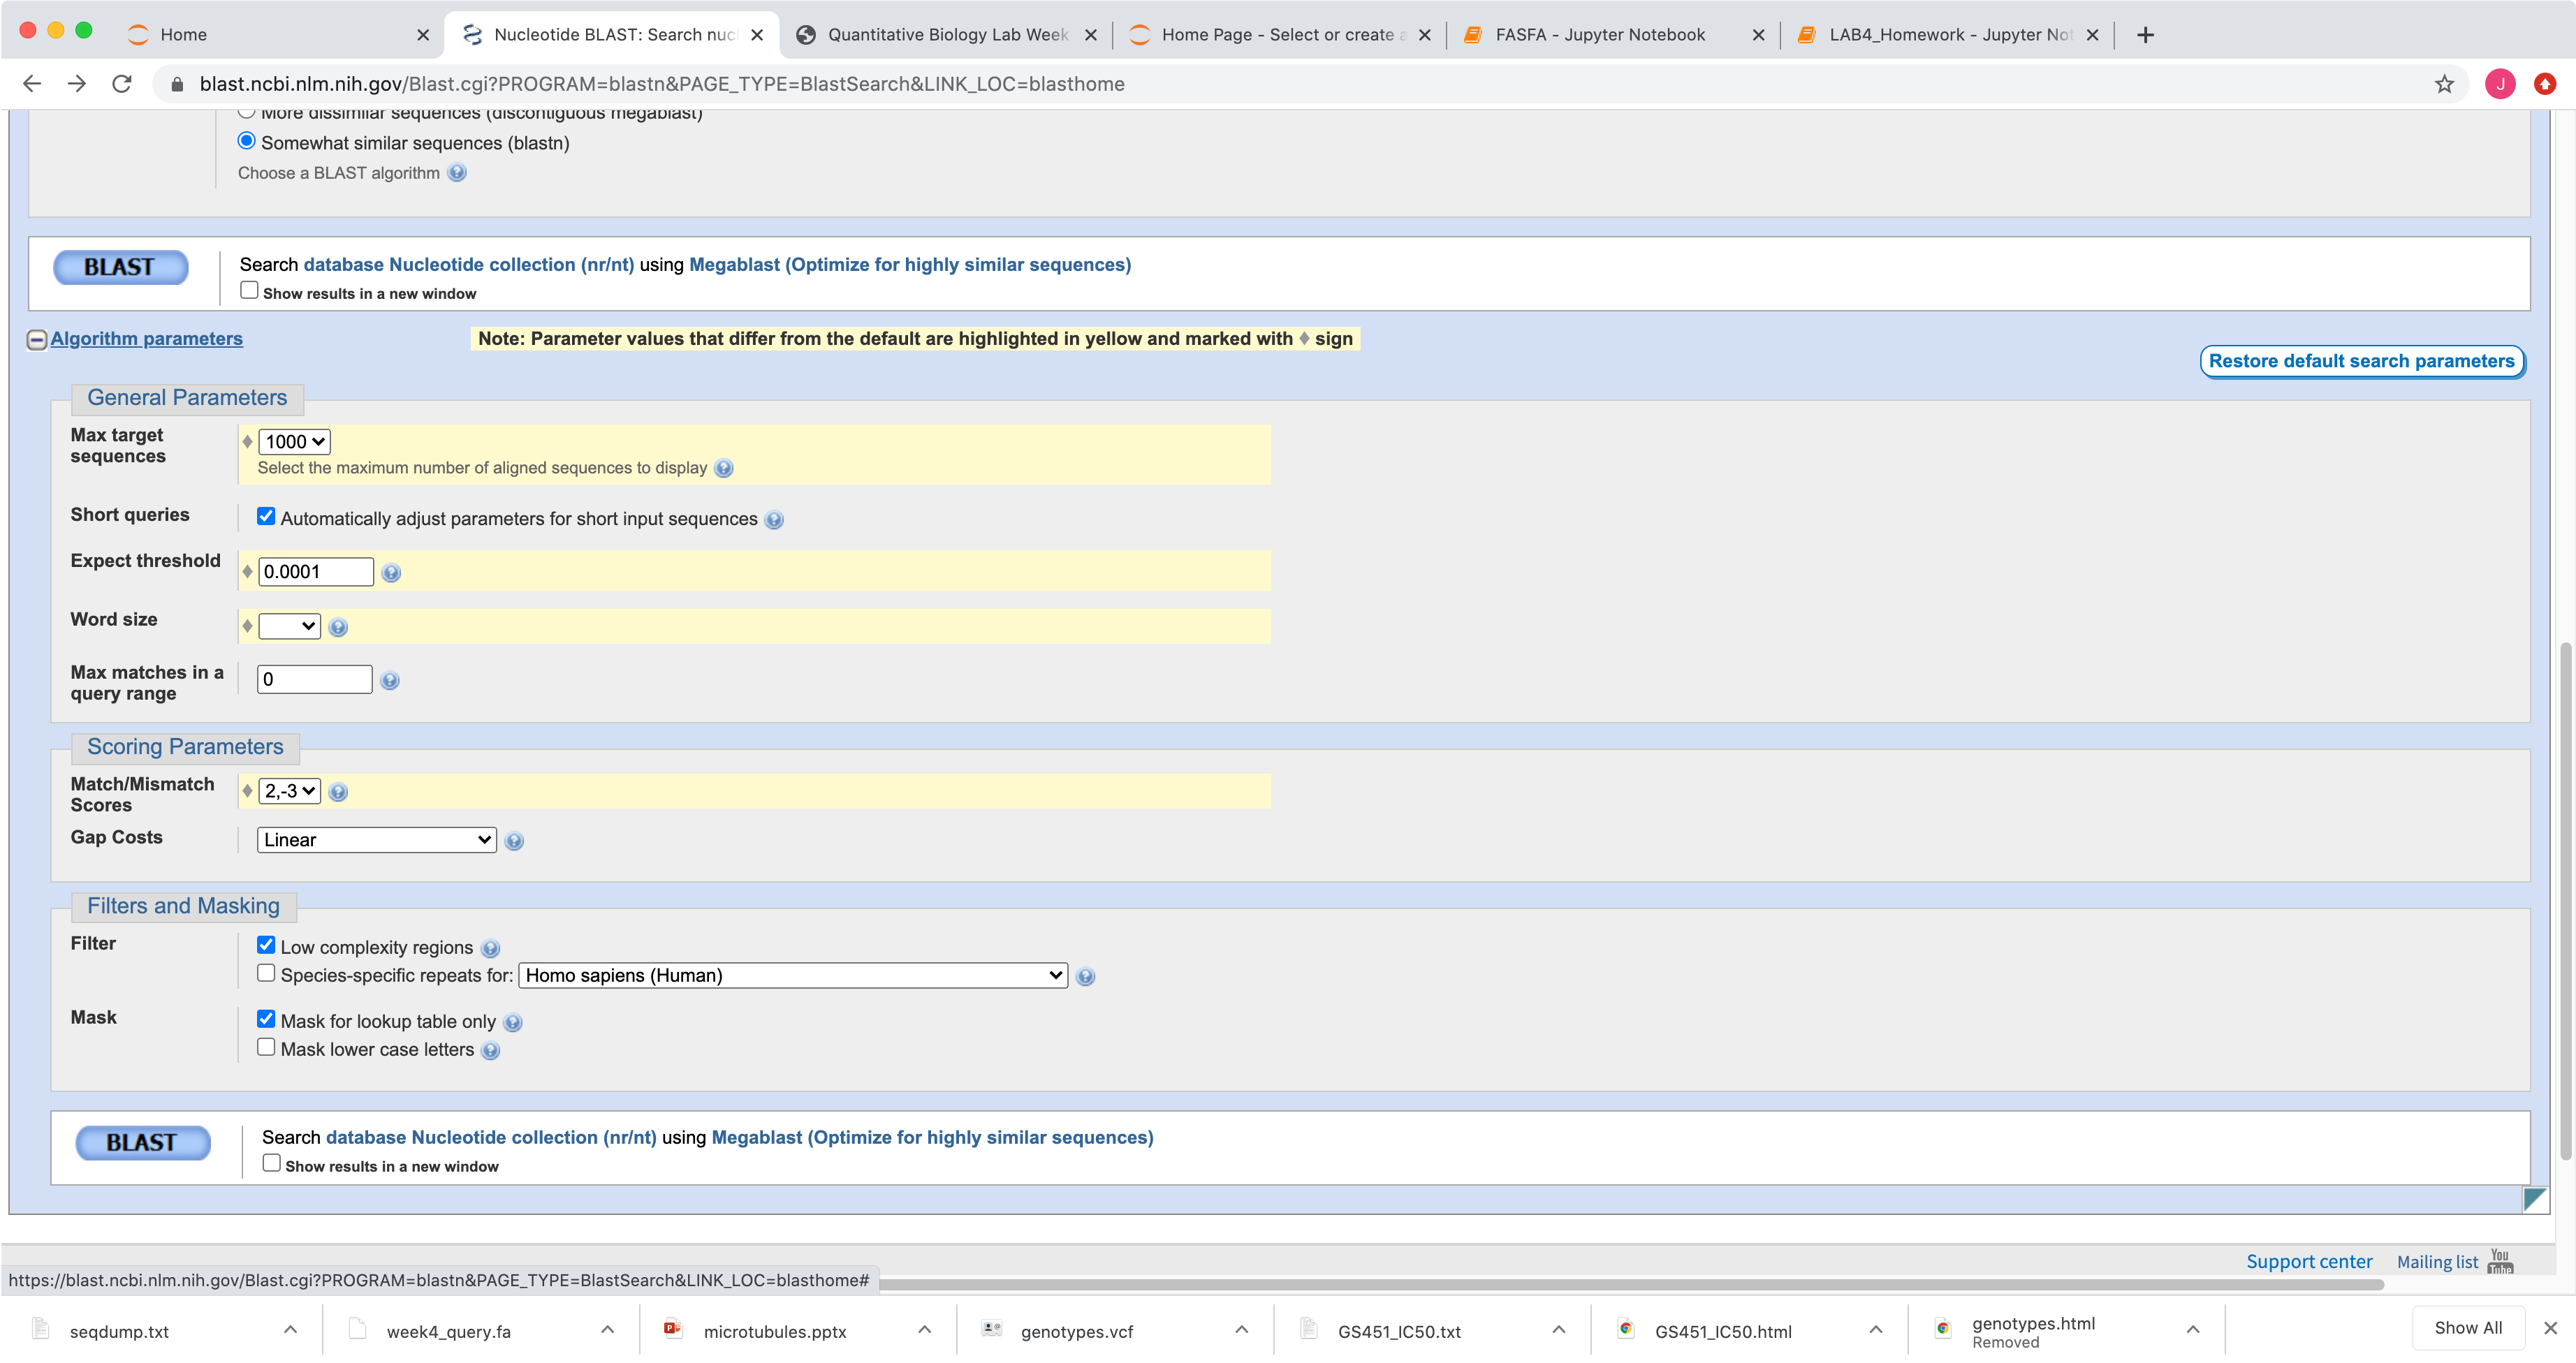 Home
Nucleotide BLAST: Search nuc
Quantitative Biology Lab Week
Home Page - Select or create a
FASFA - Jupyter Notebook
LAB4_Homework - Jupyter Not
blast.ncbi.nlm.nih.gov/Blast.cgi?PROGRAM=blastn&PAGE_TYPE=BlastSearch&LINK_LOC=blasthome
J
More dissimilar sequences (discontiguous megablast)
Somewhat similar sequences (blastn)
Choose a BLAST algorithm
BLAST
Search database Nucleotide collection (nr/nt) using Megablast (Optimize for highly similar sequences)
Show results in a new window
Algorithm parameters
Note: Parameter values that differ from the default are highlighted in yellow and marked with ♦ sign
Restore default search parameters
General Parameters
Max target sequences
♦ 1000
Select the maximum number of aligned sequences to display
Short queries
Automatically adjust parameters for short input sequences
Expect threshold
♦ 0.0001
Word size
♦
Max matches in a query range
0
Scoring Parameters
Match/Mismatch Scores
♦ 2,-3
Gap Costs
Linear
Filters and Masking
Filter
Low complexity regions
Species-specific repeats for: Homo sapiens (Human)
Mask
Mask for lookup table only
Mask lower case letters
BLAST
Search database Nucleotide collection (nr/nt) using Megablast (Optimize for highly similar sequences)
Show results in a new window
Support center
Mailing list
You Tube
https://blast.ncbi.nlm.nih.gov/Blast.cgi?PROGRAM=blastn&PAGE_TYPE=BlastSearch&LINK_LOC=blasthome#
seqdump.txt
week4_query.fa
microtubules.pptx
genotypes.vcf
GS451_IC50.txt
GS451_IC50.html
genotypes.html
Removed
Show All